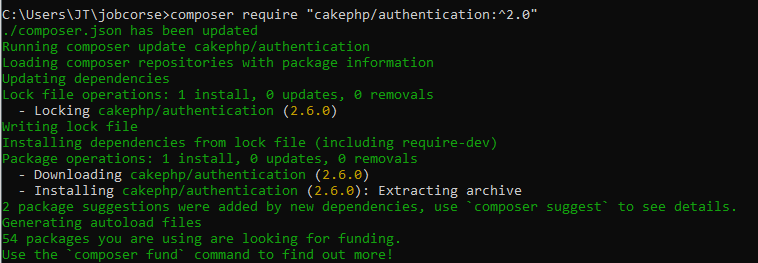 C:\Users\JT\jobcorse>composer require "cakephp/authentication:^2.0"
./composer.json has been updated
Running composer update cakephp/authentication
Loading composer repositories with package information
Updating dependencies
Lock file operations: 1 install, 0 updates, 0 removals
  - Locking cakephp/authentication (2.6.0)
Writing lock file
Installing dependencies from lock file (including require-dev)
Package operations: 1 install, 0 updates, 0 removals
  - Downloading cakephp/authentication (2.6.0)
  - Installing cakephp/authentication (2.6.0): Extracting archive
2 package suggestions were added by new dependencies, use `composer suggest` to see details.
Generating autoload files
54 packages you are using are looking for funding.
Use the `composer fund` command to find out more!